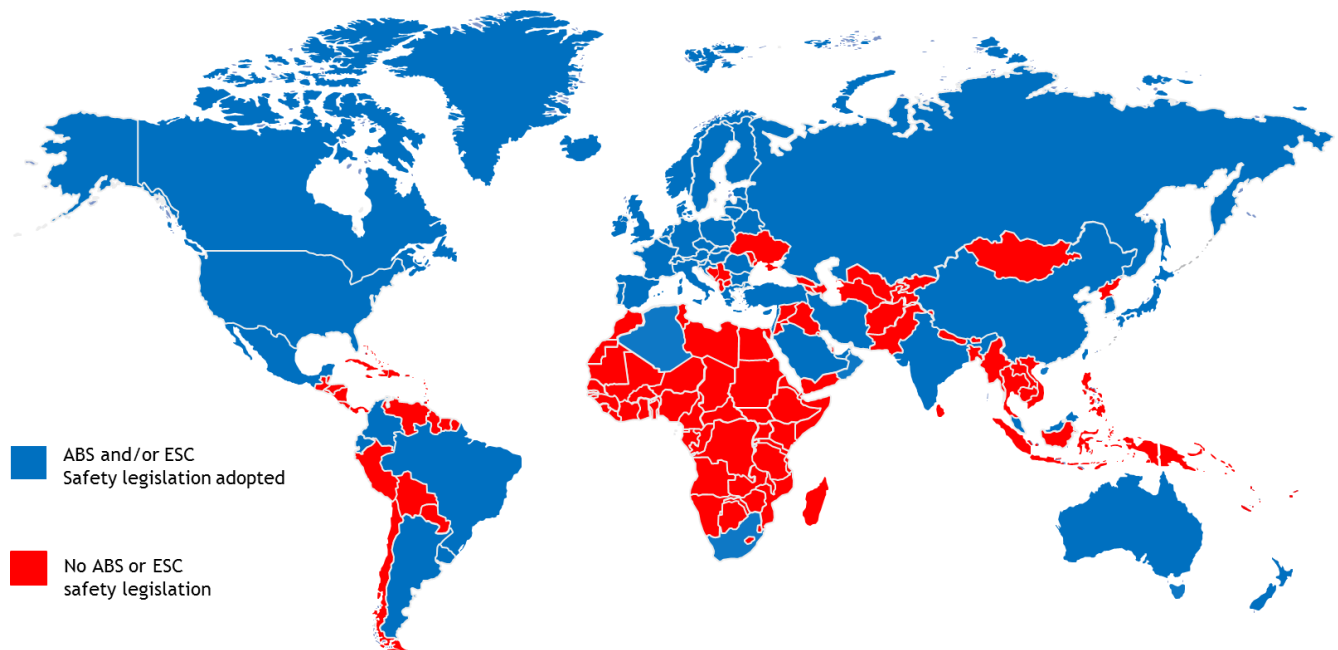 ABS and/or ESC
Safety legislation adopted
No ABS or ESC
safety legislation